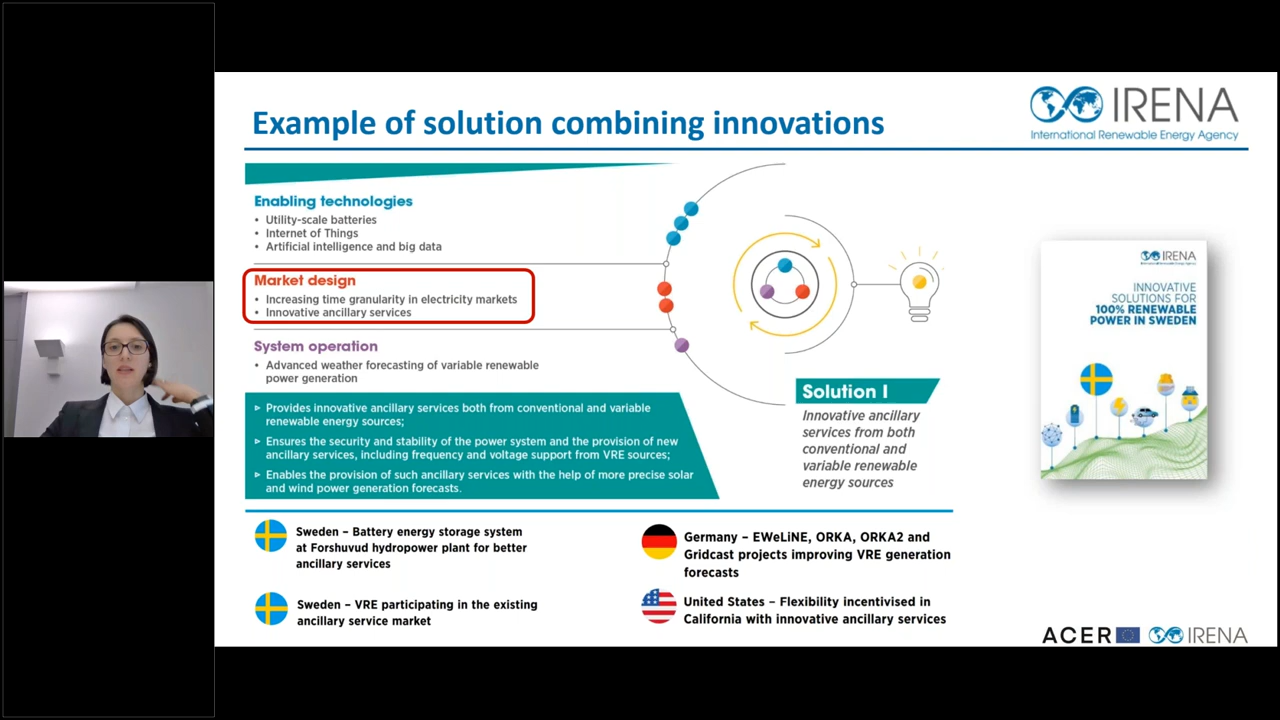 Example of solution combining innovations
IRENA
International Renewable Energy Agency
Enabling technologies
• Utility-scale batteries
• Internet of Things
• Artificial intelligence and big data
Market design
• Increasing time granularity in electricity markets
• Innovative ancillary services
System operation
• Advanced weather forecasting of variable renewable
power generation
Provides innovative ancillary services both from conventional and variable
renewable energy sources;
Ensures the security and stability of the power system and the provision of new
ancillary services, including frequency and voltage support from VRE sources;
Enables the provision of such ancillary services with the help of more precise solar
and wind power generation forecasts.
Solution I
Innovative ancillary
services from both
conventional and
variable renewable
energy sources
IRENA
International Renewable Energy Agency
INNOVATIVE
SOLUTIONS FOR
100% RENEWABLE
POWER IN SWEDEN
Sweden – Battery energy storage system
at Forshuvud hydropower plant for better
ancillary services
Sweden – VRE participating in the existing
ancillary service market
Germany – EWeLiNE, ORKA, ORKA2 and
Gridcast projects improving VRE generation
forecasts
United States – Flexibility incentivised in
California with innovative ancillary services
ACER IRENA